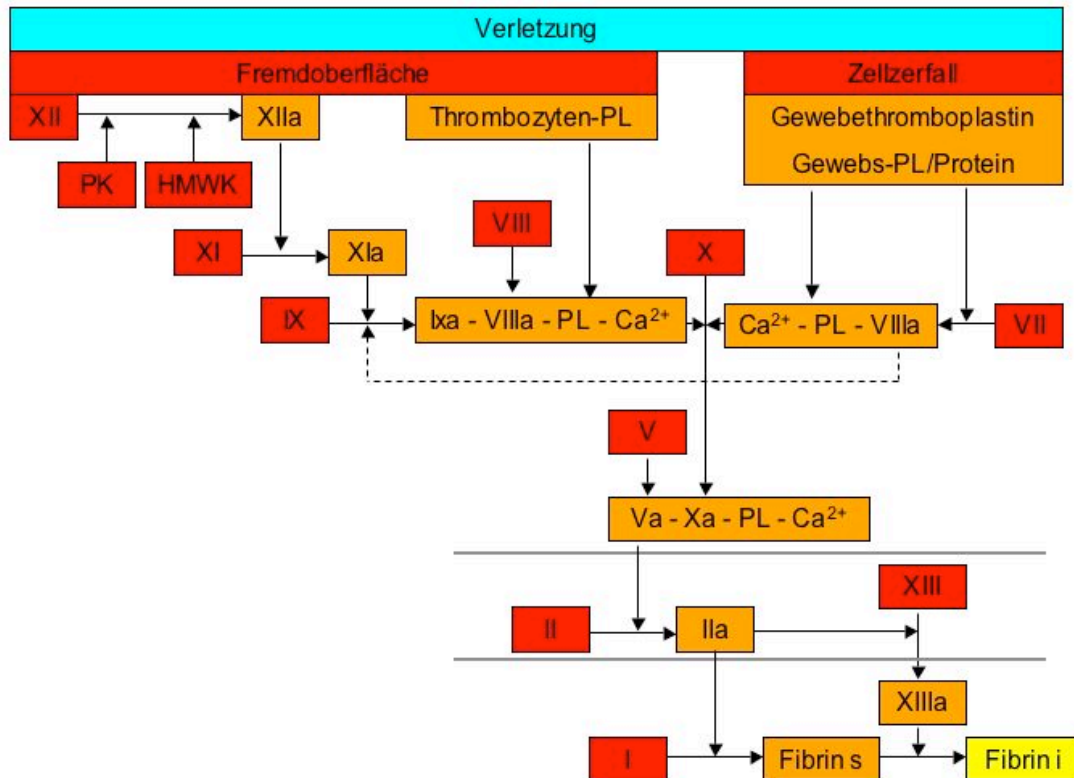 Verletzung
Fremdoberfläche
Zellzerfall
XII
XIIa
Thrombozyten-PL
Gewebethromboplastin
Gewebs-PL/Protein
PK
HMWK
VIII
XI
XIa
X
IX
Ixa - VIIIa - PL - Ca²⁺
Ca²⁺ - PL - VIIIa
VII
V
Va - Xa - PL - Ca²⁺
XIII
II
IIa
XIIIa
I
Fibrin s
Fibrin i